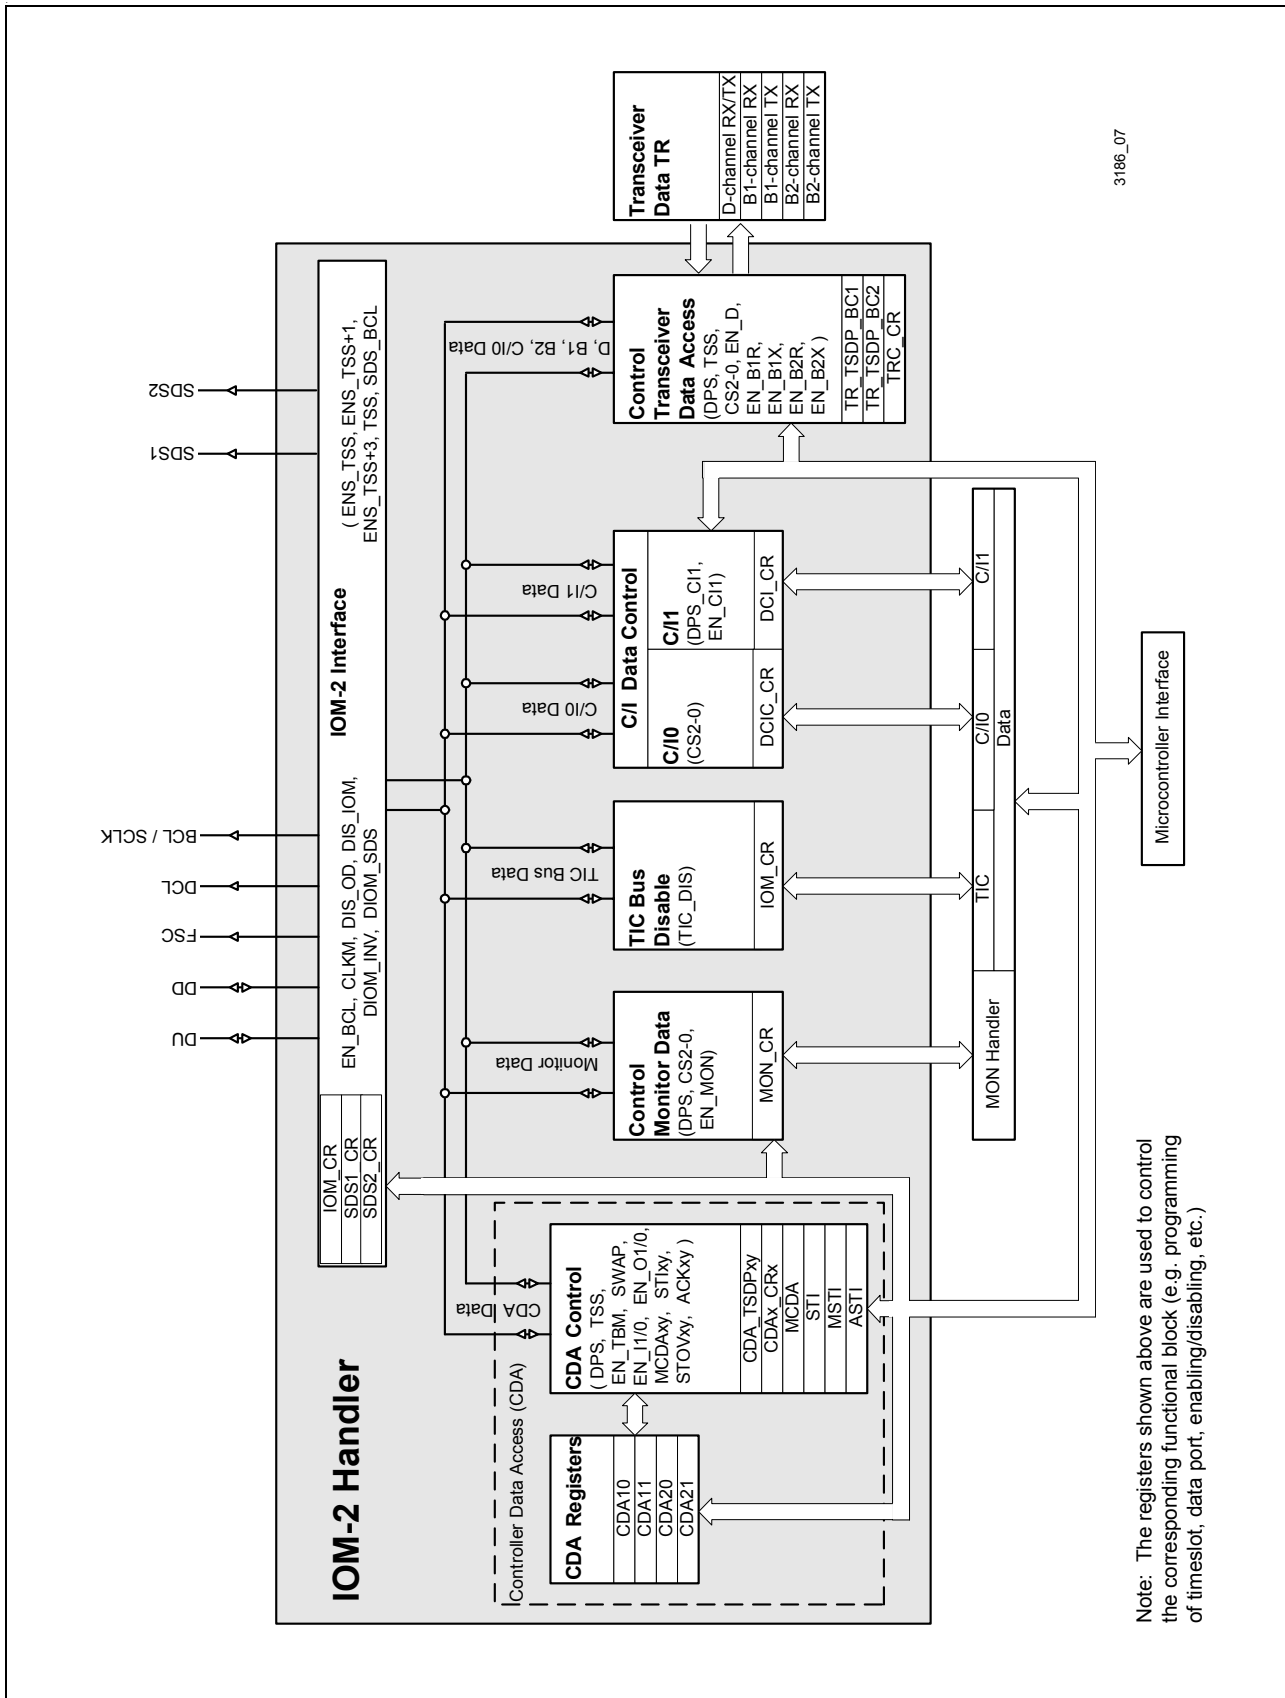 IOM-2 Handler
DU
DD
FSC
DCL
BCL / SCLK
SDS1
SDS2
IOM_CR
SDS1_CR
SDS2_CR
IOM-2 Interface
EN_BCL, CLKM, DIS_OD, DIS_IOM,
DIOM_INV, DIOM_SDS
( ENS_TSS, ENS_TSS+1,
ENS_TSS+3, TSS, SDS_BCL
CDA Data
Monitor Data
TIC Bus Data
C/I0 Data
C/I1 Data
D, B1, B2, C/I0 Data
Controller Data Access (CDA)
CDA Registers
CDA10
CDA11
CDA20
CDA21
CDA Control
( DPS, TSS,
EN_TBM, SWAP,
EN_I1/0, EN_O1/0,
MCDAxy, STIxy,
STOVxy, ACKxy )
CDA_TSDPxy
CDAx_CRx
MCDA
STI
MSTI
ASTI
Control
Monitor Data
(DPS, CS2-0,
EN_MON)
MON_CR
TIC Bus
Disable
(TIC_DIS)
IOM_CR
C/I Data Control
C/I0
(CS2-0)
DCIC_CR
C/I1
(DPS_CI1,
EN_CI1)
DCI_CR
Control
Transceiver
Data Access
(DPS, TSS,
CS2-0, EN_D,
EN_B1R,
EN_B1X,
EN_B2R,
EN_B2X )
TR_TSDP_BC1
TR_TSDP_BC2
TRC_CR
Transceiver
Data TR
D-channel RX/TX
B1-channel RX
B1-channel TX
B2-channel RX
B2-channel TX
MON Handler
TIC
C/I0
C/I1
Data
Microcontroller Interface
Note: The registers shown above are used to control
the corresponding functional block (e.g. programming
of timeslot, data port, enabling/disabling, etc.)
3186_07